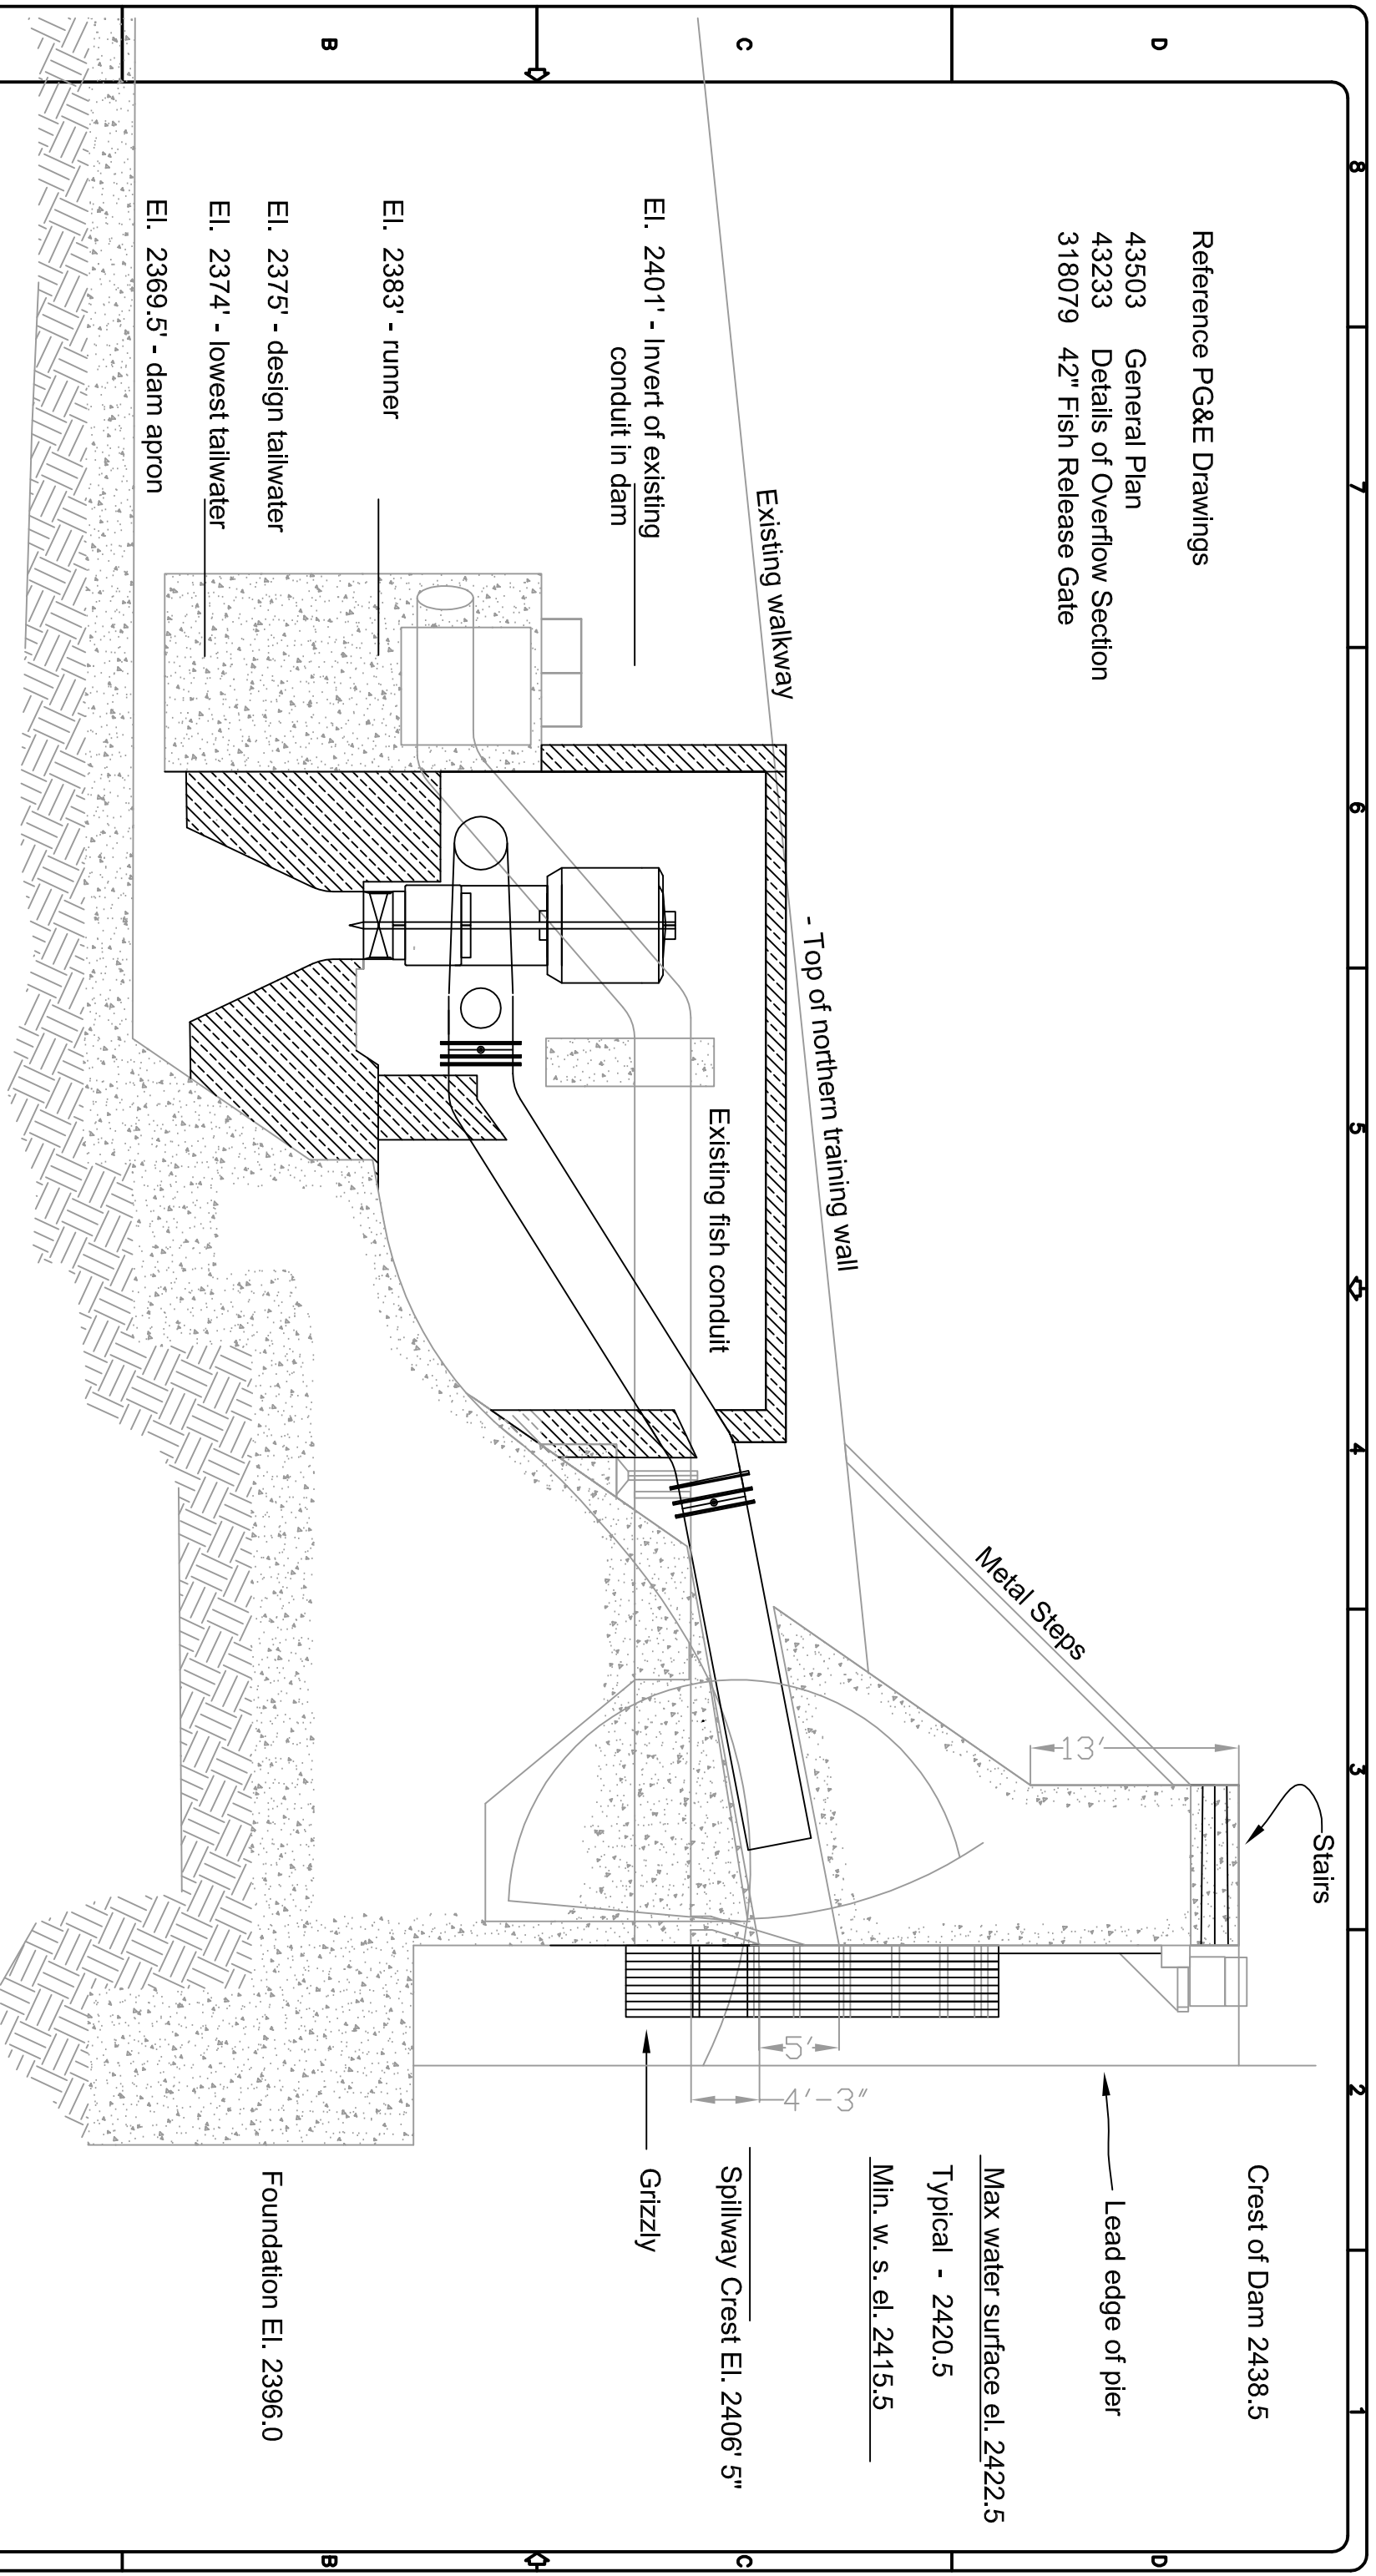 8
7
6
5
4
3
2
1
D
D
C
C
B
B
Reference PG&E Drawings
43503 General Plan
43233 Details of Overflow Section
318079 42" Fish Release Gate
Stairs
13'
Crest of Dam 2438.5
Metal Steps
Lead edge of pier
Max water surface el. 2422.5
Typical - 2420.5
Min. w. s. el. 2415.5
Existing walkway
- Top of northern training wall
5'
4'-3"
Spillway Crest El. 2406' 5"
Existing fish conduit
Grizzly
El. 2401' - Invert of existing
conduit in dam
El. 2383' - runner
El. 2375' - design tailwater
El. 2374' - lowest tailwater
El. 2369.5' - dam apron
Foundation El. 2396.0